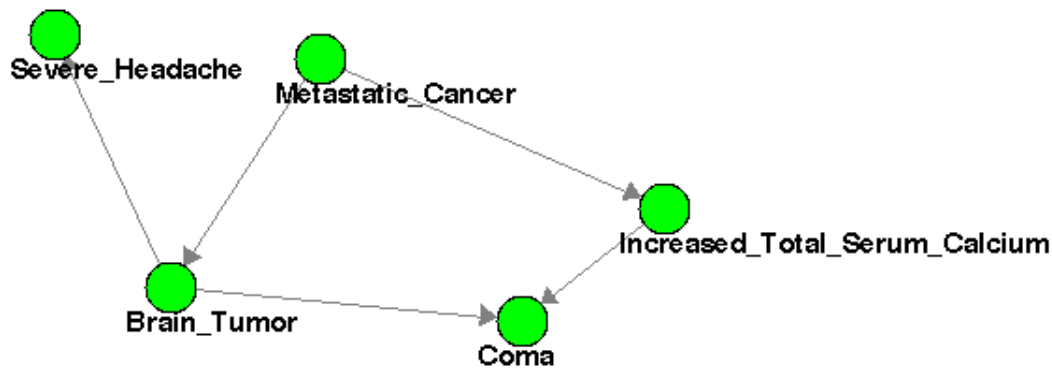 Severe_Headache
Metastatic_Cancer
Increased_Total_Serum_Calcium
Brain_Tumor
Coma